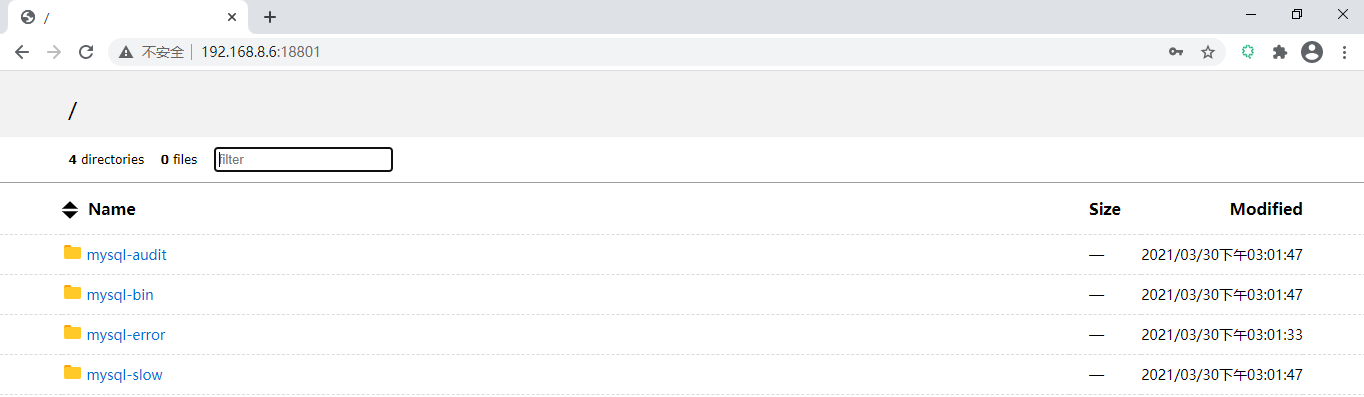 /
不安全 192.168.8.6:18801
/
4 directories 0 files filter
Name Size Modified
mysql-audit — 2021/03/30下午03:01:47
mysql-bin — 2021/03/30下午03:01:47
mysql-error — 2021/03/30下午03:01:33
mysql-slow — 2021/03/30下午03:01:47